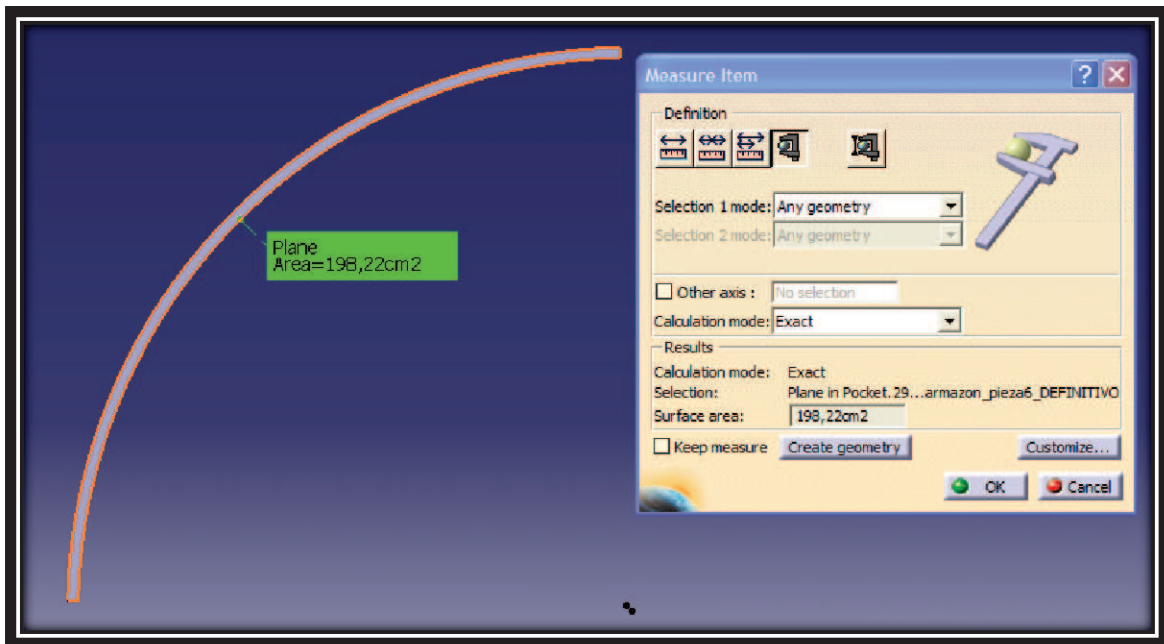 Plane
Area=198,22cm2
Measure Item
Definition
Selection 1 mode: Any geometry
Selection 2 mode: Any geometry
Other axis : No selection
Calculation mode: Exact
Results
Calculation mode: Exact
Selection: Plane in Pocket.29...armazon_pieza6_DEFINITIVO
Surface area: 198,22cm2
Keep measure Create geometry Customize...
OK Cancel